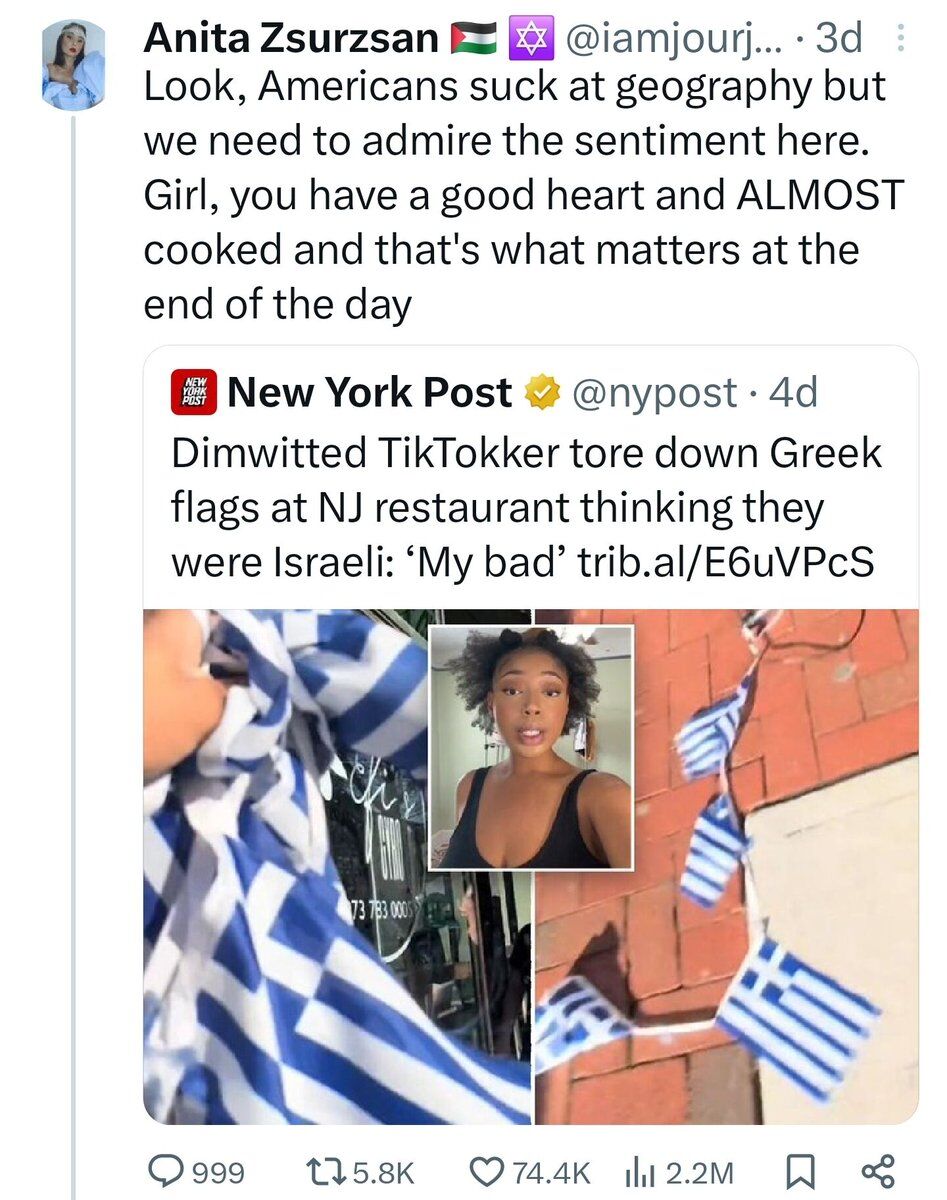 Anita Zsurzsan 🇵🇸 🔯 @iamjourj... · 3d
Look, Americans suck at geography but
we need to admire the sentiment here.
Girl, you have a good heart and ALMOST
cooked and that's what matters at the
end of the day
NEW
YORK
POST
New York Post @nypost · 4d
Dimwitted TikTokker tore down Greek
flags at NJ restaurant thinking they
were Israeli: ‘My bad’ trib.al/E6uVPcS
GYRO
73 783 0005
999 5.8K 74.4K 2.2M